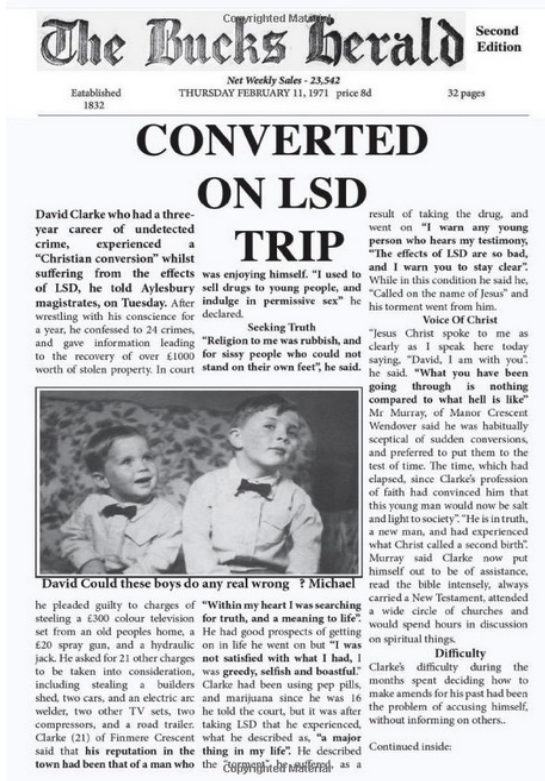 Copyrighted Material
The Bucks Herald
Second
Edition
Net Weekly Sales - 23,542
Eatablished
1832
THURSDAY FEBRUARY 11, 1971 price 8d
32 pages
CONVERTED
ON LSD
TRIP
David Clarke who had a three-
year career of undetected
crime, experienced a
“Christian conversion” whilst
suffering from the effects
of LSD, he told Aylesbury
magistrates, on Tuesday. After
wrestling with his conscience for
a year, he confessed to 24 crimes,
and gave information leading
to the recovery of over £1000
worth of stolen property. In court
he pleaded guilty to charges of
steeling a £300 colour television
set from an old peoples home, a
£20 spray gun, and a hydraulic
jack. He asked for 21 other charges
to be taken into consideration,
including stealing a builders
shed, two cars, and an electric arc
welder, two other TV sets, two
compressors, and a road trailer.
Clarke (21) of Finmere Crescent
said that his reputation in the
town had been that of a man who
was enjoying himself. “I used to
sell drugs to young people, and
indulge in permissive sex” he
declared.
Seeking Truth
“Religion to me was rubbish, and
for sissy people who could not
stand on their own feet”, he said.
David Could these boys do any real wrong ? Michael
“Within my heart I was searching
for truth, and a meaning to life”.
He had good prospects of getting
on in life he went on but “I was
not satisfied with what I had, I
was greedy, selfish and boastful.”
Clarke had been using pep pills,
and marijuana since he was 16
he told the court, but it was after
taking LSD that he experienced,
what he described as, “a major
thing in my life”. He described
the “torment” he suffered, as a
result of taking the drug, and
went on “I warn any young
person who hears my testimony,
“The effects of LSD are so bad,
and I warn you to stay clear”.
While in this condition he said he,
“Called on the name of Jesus” and
his torment went from him.
Voice Of Christ
“Jesus Christ spoke to me as
clearly as I speak here today
saying, “David, I am with you”.
he said. “What you have been
going through is nothing
compared to what hell is like”
Mr Murray, of Manor Crescent
Wendover said he was habitually
sceptical of sudden conversions,
and preferred to put them to the
test of time. The time, which had
elapsed, since Clarke’s profession
of faith had convinced him that
this young man would now be salt
and light to society”. “He is in truth,
a new man, and had experienced
what Christ called a second birth”.
Murray said Clarke now put
himself out to be of assistance,
read the bible intensely, always
carried a New Testament, attended
a wide circle of churches and
would spend hours in discussion
on spiritual things.
Difficulty
Clarke’s difficulty during the
months spent deciding how to
make amends for his past had been
the problem of accusing himself,
without informing on others..
Continued inside:
Copyrighted Material